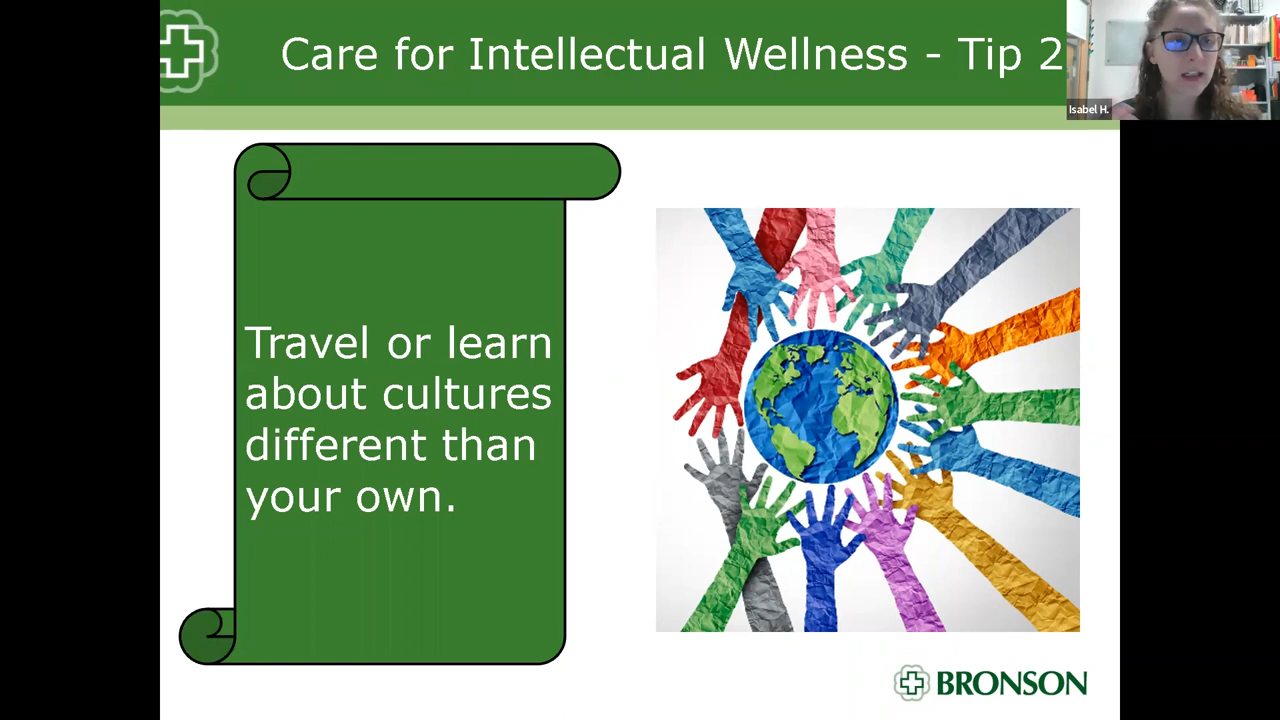 Care for Intellectual Wellness - Tip 2
Isabel H.
Travel or learn
about cultures
different than
your own.
BRONSON